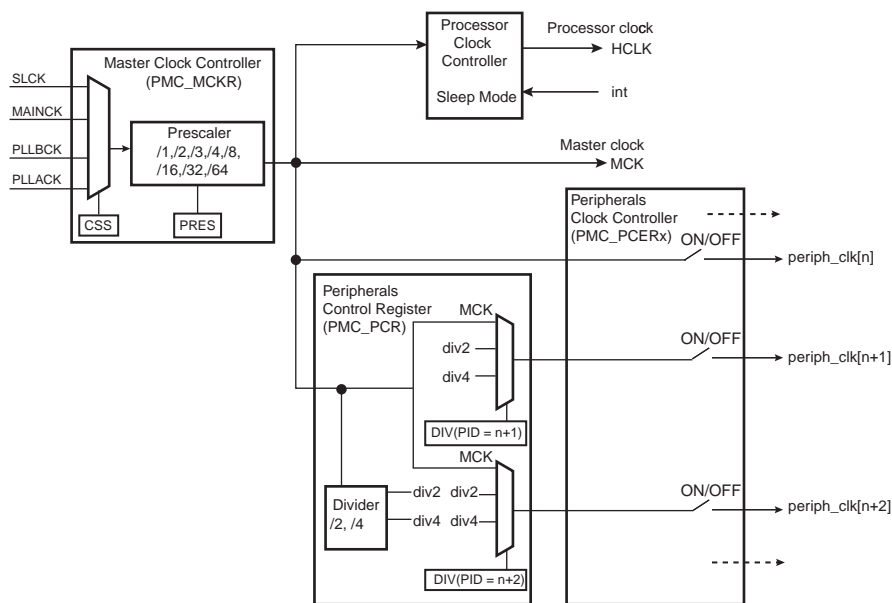 Processor
Clock
Controller
Sleep Mode
Processor clock
HCLK
int
Master Clock Controller
(PMC_MCKR)
SLCK
MAINCK
PLLBCK
PLLACK
Prescaler
/1,/2,/3,/4,/8,
/16,/32,/64
CSS
PRES
Master clock
MCK
Peripherals
Clock Controller
(PMC_PCERx)
ON/OFF
periph_clk[n]
Peripherals
Control Register
(PMC_PCR)
MCK
div2
div4
ON/OFF
periph_clk[n+1]
DIV(PID = n+1)
MCK
Divider
/2, /4
div2
div2
div4
div4
ON/OFF
periph_clk[n+2]
DIV(PID = n+2)